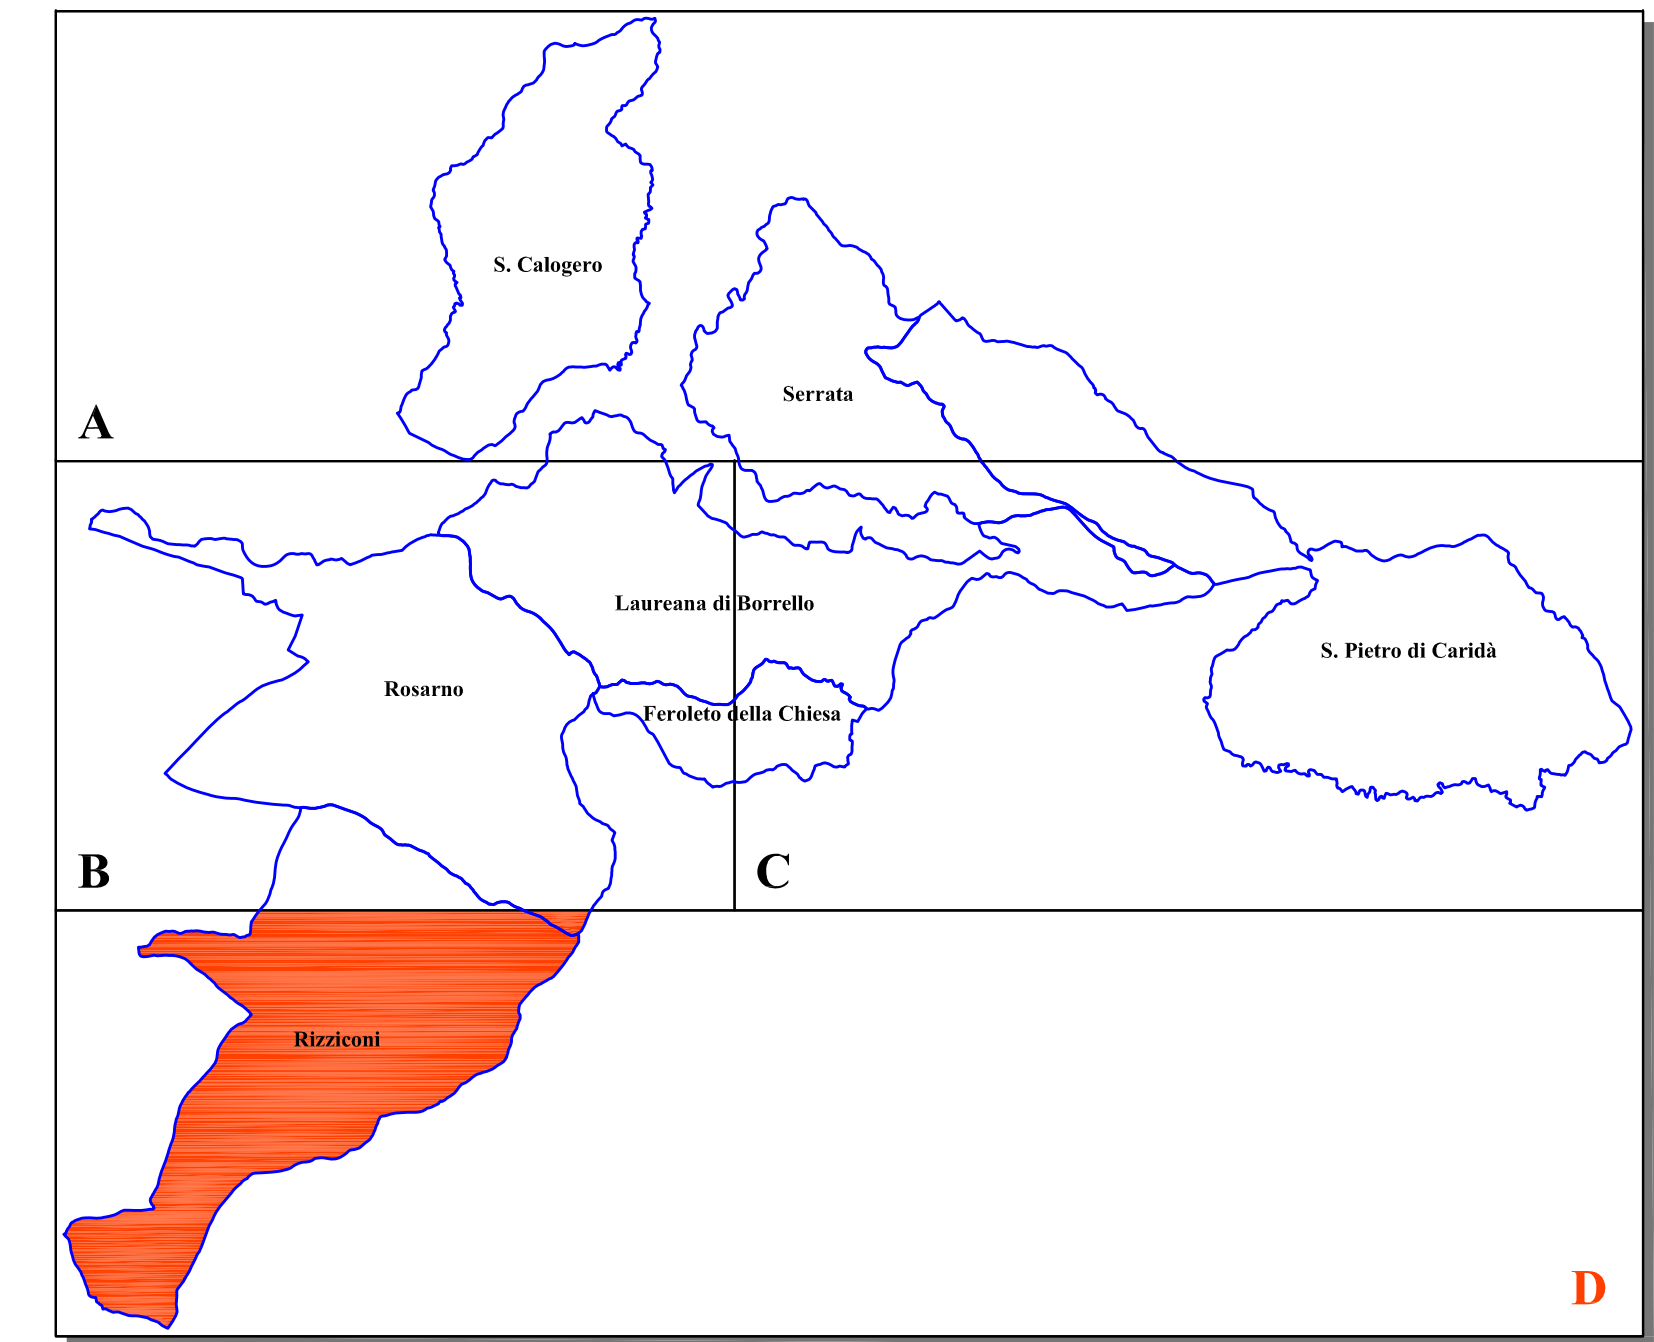 S. Calogero
Serrata
A
Laureana di Borrello
S. Pietro di Caridà
Rosarno
Feroleto della Chiesa
B
C
Rizziconi
D